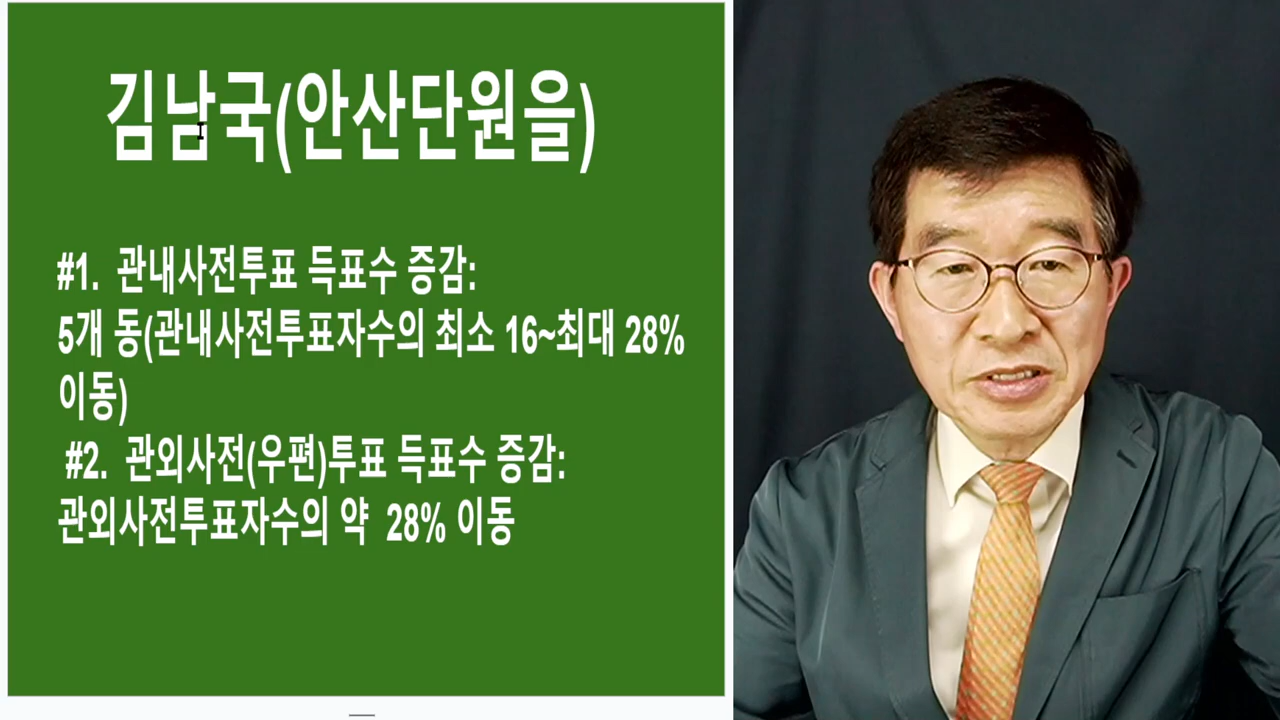 김남국(안산단원을)
#1. 관내사전투표 득표수 증감:
5개 동(관내사전투표자수의 최소 16~최대 28%
이동)
#2. 관외사전(우편)투표 득표수 증감:
관외사전투표자수의 약 28% 이동